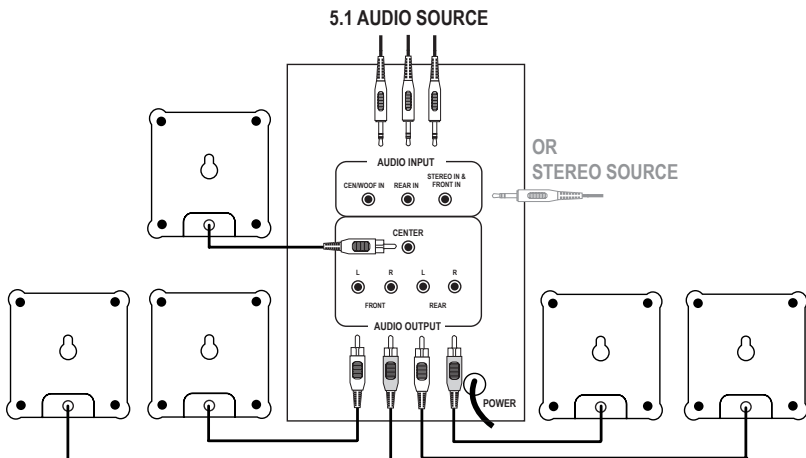 5.1 AUDIO SOURCE
AUDIO INPUT
CEN/WOOF IN
REAR IN
STEREO IN &
FRONT IN
OR
STEREO SOURCE
CENTER
L
R
L
R
FRONT
REAR
AUDIO OUTPUT
POWER